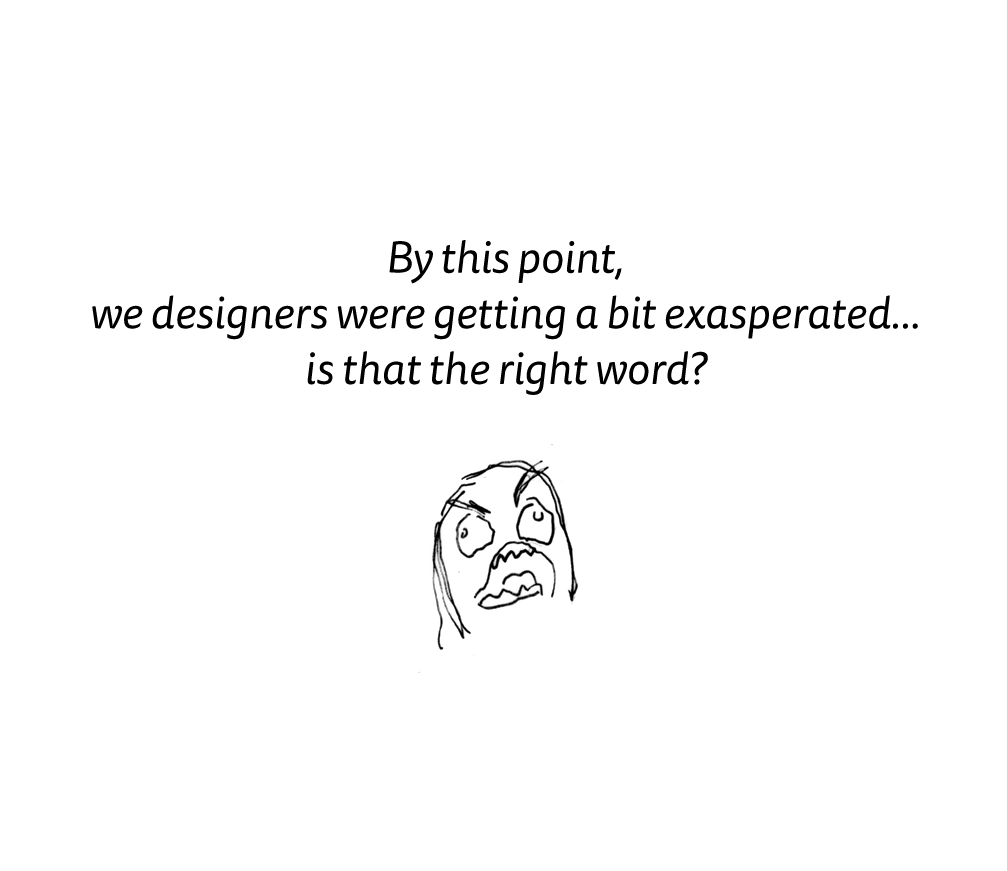 By this point,
we designers were getting a bit exasperated...
is that the right word?